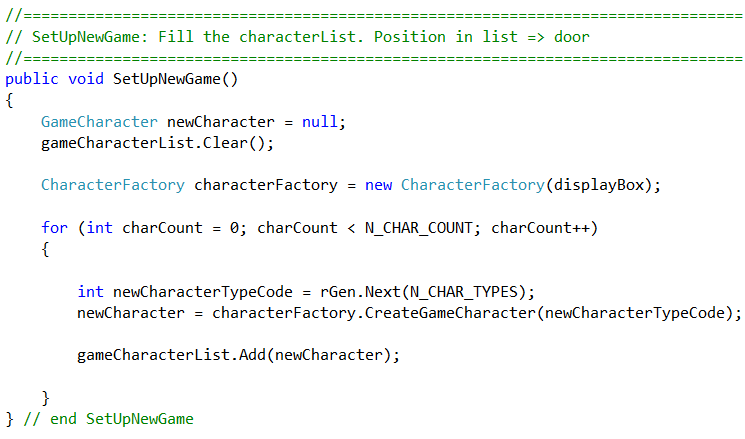 //================================================================================
// SetUpNewGame: Fill the characterList. Position in list => door
//================================================================================
public void SetUpNewGame()
{
    GameCharacter newCharacter = null;
    gameCharacterList.Clear();

    CharacterFactory characterFactory = new CharacterFactory(displayBox);

    for (int charCount = 0; charCount < N_CHAR_COUNT; charCount++)
    {

        int newCharacterTypeCode = rGen.Next(N_CHAR_TYPES);
        newCharacter = characterFactory.CreateGameCharacter(newCharacterTypeCode);

        gameCharacterList.Add(newCharacter);

    }
} // end SetUpNewGame